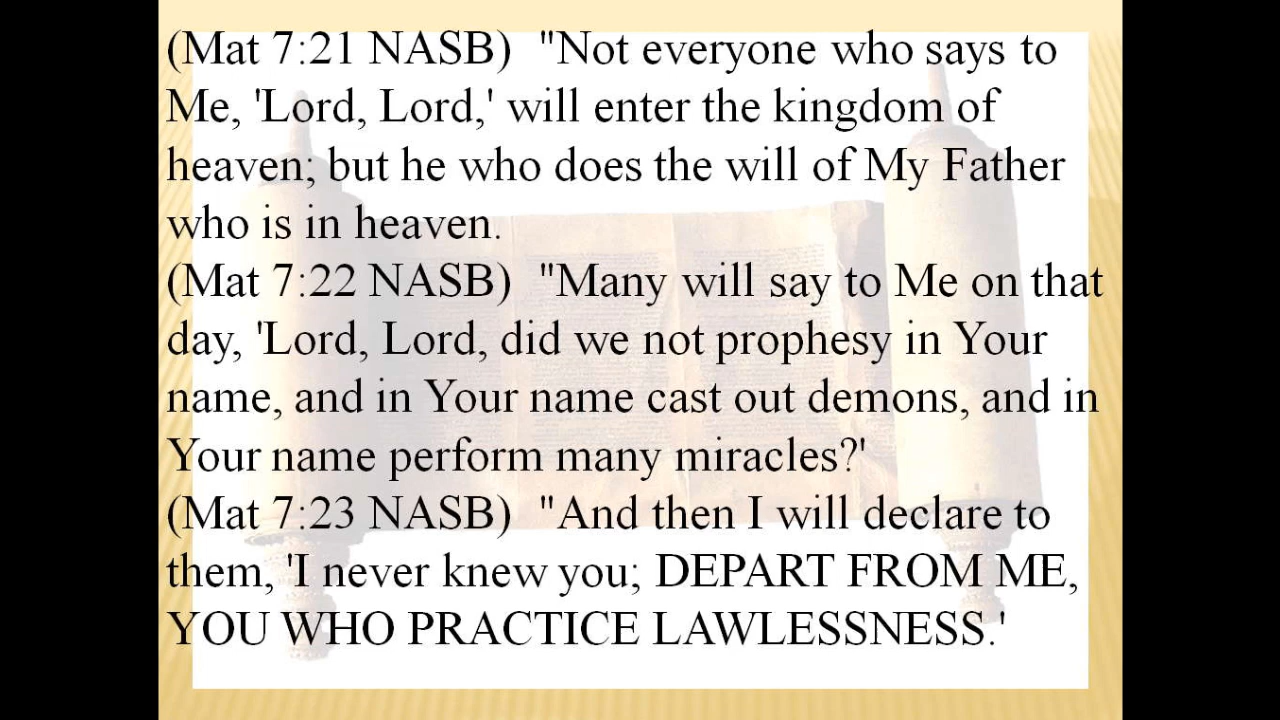 (Mat 7:21 NASB)  "Not everyone who says to
Me, 'Lord, Lord,' will enter the kingdom of
heaven; but he who does the will of My Father
who is in heaven.
(Mat 7:22 NASB)  "Many will say to Me on that
day, 'Lord, Lord, did we not prophesy in Your
name, and in Your name cast out demons, and in
Your name perform many miracles?'
(Mat 7:23 NASB)  "And then I will declare to
them, 'I never knew you; DEPART FROM ME,
YOU WHO PRACTICE LAWLESSNESS.'